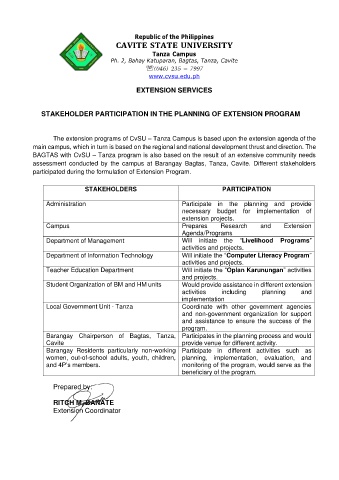 Republic of the Philippines
CAVITE STATE UNIVERSITY
Tanza Campus
Ph. 2, Bahay Katuparan, Bagtas, Tanza, Cavite
☏(046) 235 – 7997
www.cvsu.edu.ph
EXTENSION SERVICES
STAKEHOLDER PARTICIPATION IN THE PLANNING OF EXTENSION PROGRAM
The extension programs of CvSU – Tanza Campus is based upon the extension agenda of the
main campus, which in turn is based on the regional and national development thrust and direction. The
BAGTAS with CvSU – Tanza program is also based on the result of an extensive community needs
assessment conducted by the campus at Barangay Bagtas, Tanza, Cavite. Different stakeholders
participated during the formulation of Extension Program.
STAKEHOLDERS PARTICIPATION
Administration Participate in the planning and provide
necessary budget for implementation of
extension projects.
Campus Prepares Research and Extension
Agenda/Programs
Department of Management Will initiate the "Livelihood Programs"
activities and projects.
Department of Information Technology Will initiate the "Computer Literacy Program"
activities and projects.
Teacher Education Department Will initiate the "Oplan Karunungan" activities
and projects.
Student Organization of BM and HM units Would provide assistance in different extension
activities including planning and
implementation
Local Government Unit - Tanza Coordinate with other government agencies
and non-government organization for support
and assistance to ensure the success of the
program.
Barangay Chairperson of Bagtas, Tanza, Participates in the planning process and would
Cavite provide venue for different activity.
Barangay Residents particularly non-working Participate in different activities such as
women, out-of-school adults, youth, children, planning, implementation, evaluation, and
and 4P's members. monitoring of the program, would serve as the
beneficiary of the program.
Prepared by:
RITCH M. BANATE
Extension Coordinator